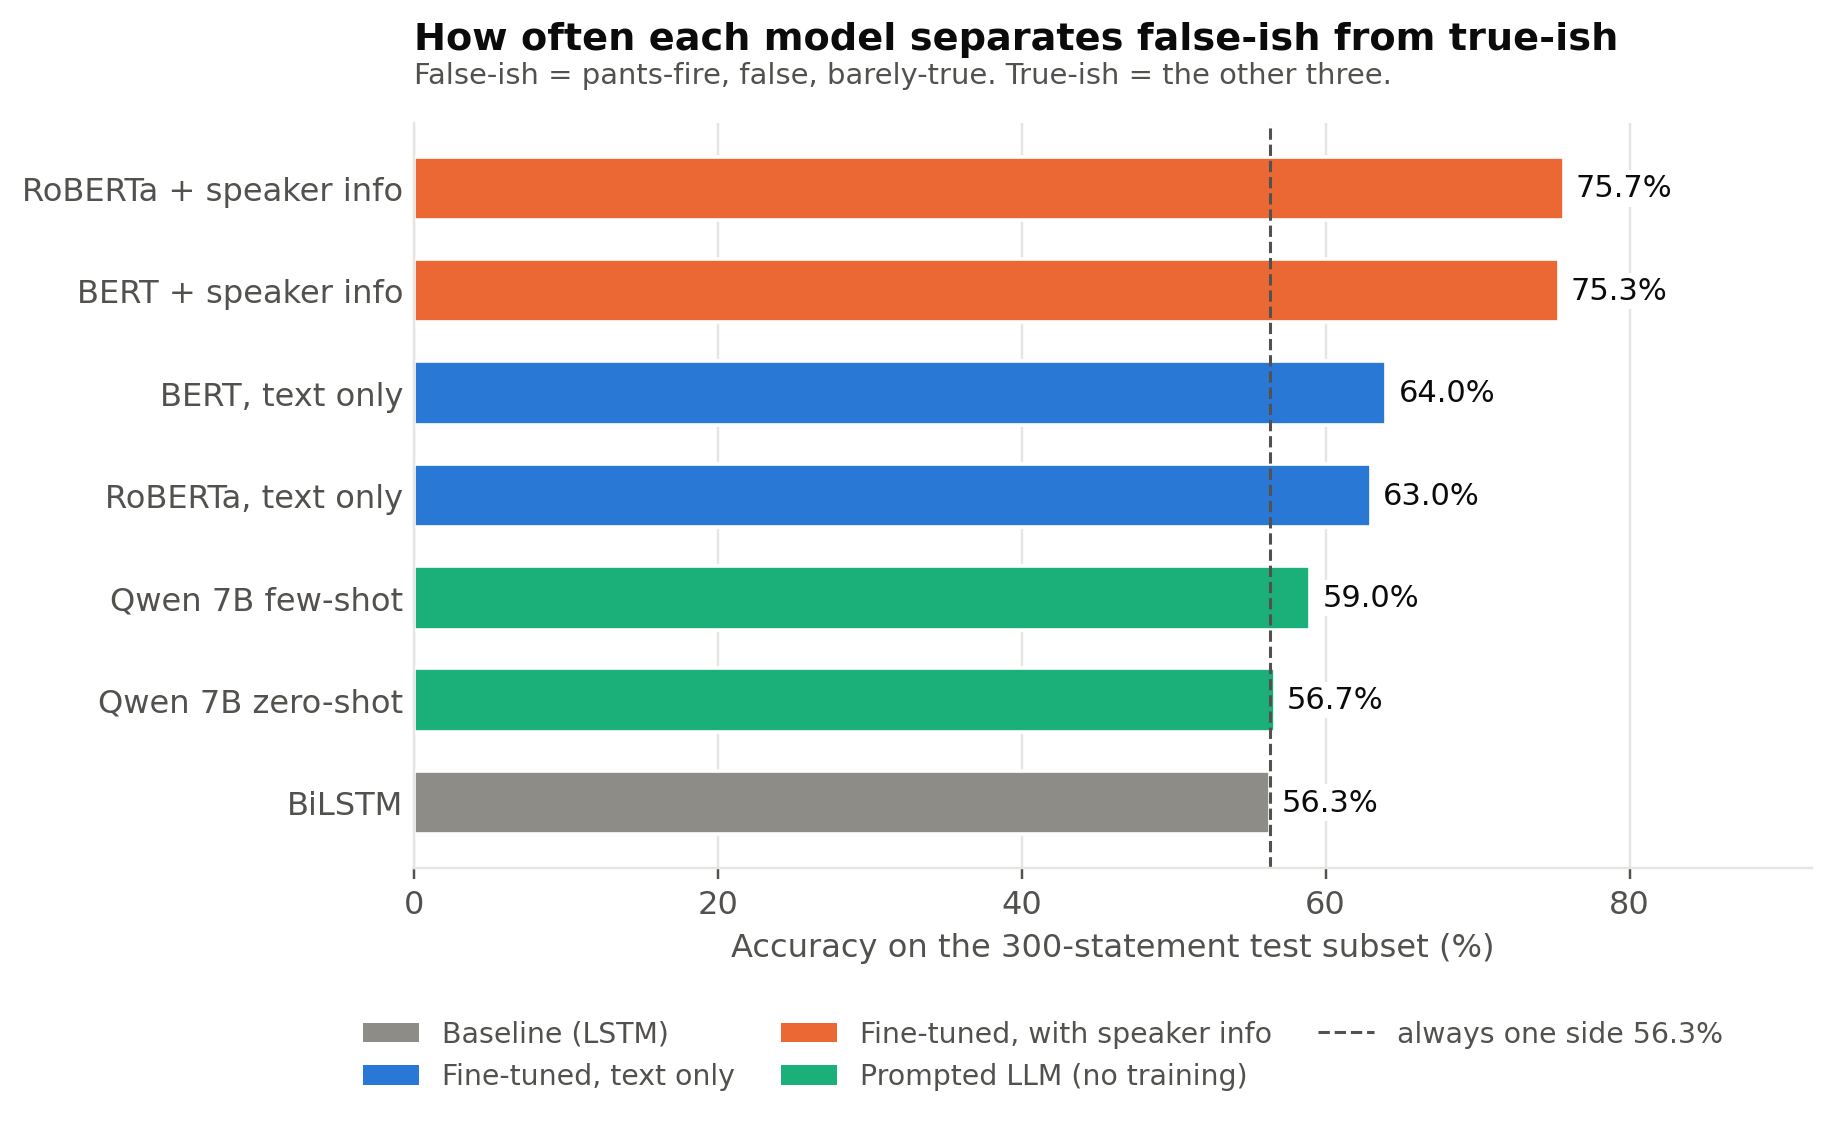 How often each model separates false-ish from true-ish
False-ish = pants-fire, false, barely-true. True-ish = the other three.
RoBERTa + speaker info 75.7%
BERT + speaker info 75.3%
BERT, text only 64.0%
RoBERTa, text only 63.0%
Qwen 7B few-shot 59.0%
Qwen 7B zero-shot 56.7%
BiLSTM 56.3%
0 20 40 60 80
Accuracy on the 300-statement test subset (%)
Baseline (LSTM) Fine-tuned, with speaker info always one side 56.3%
Fine-tuned, text only Prompted LLM (no training)